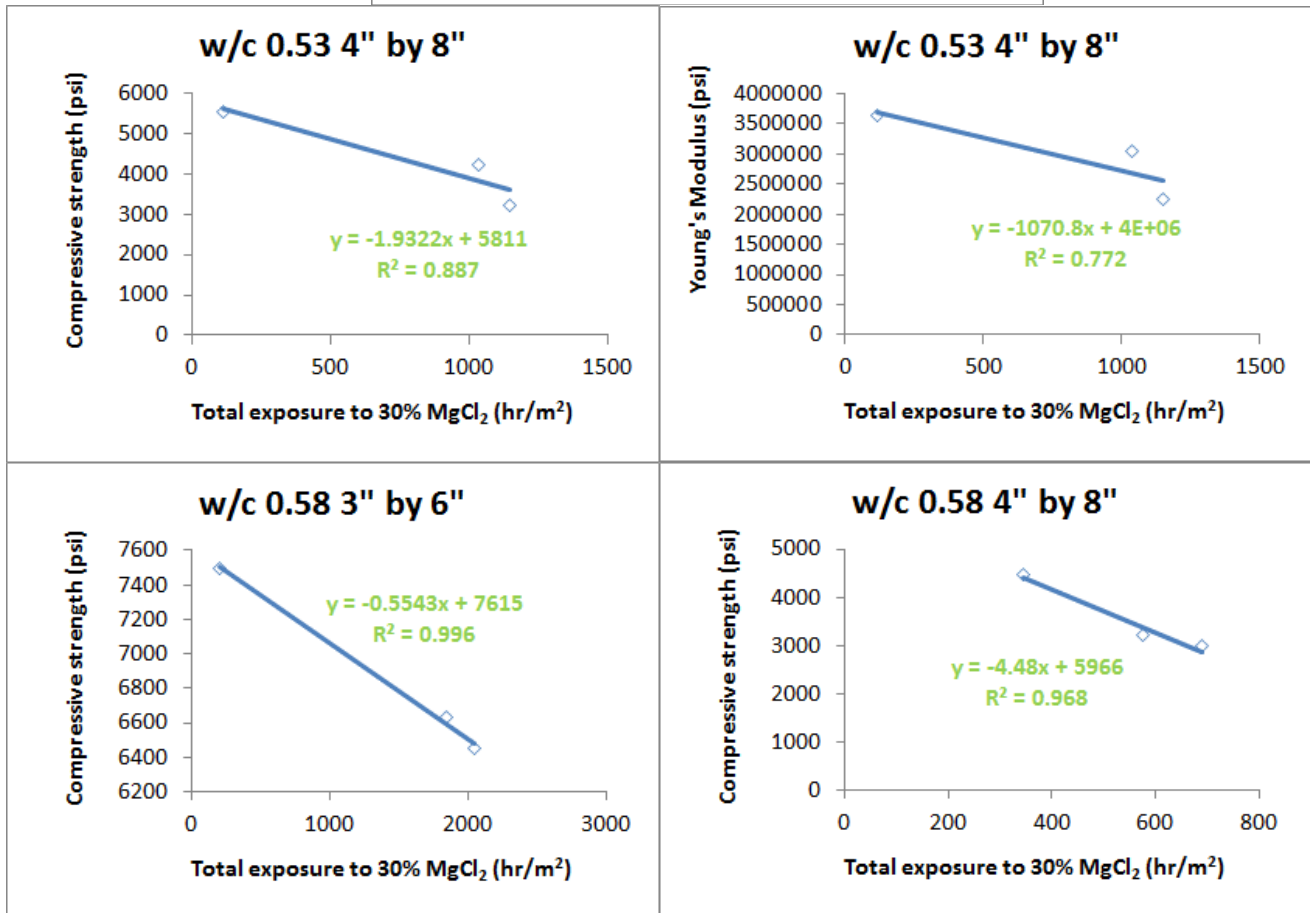 w/c 0.53 4" by 8"
Compressive strength (psi)
6000
5000
4000
3000
2000
1000
0
y = -1.9322x + 5811
R² = 0.887
0 500 1000 1500
Total exposure to 30% MgCl₂ (hr/m²)
w/c 0.53 4" by 8"
Young's Modulus (psi)
4000000
3500000
3000000
2500000
2000000
1500000
1000000
500000
0
y = -1070.8x + 4E+06
R² = 0.772
0 500 1000 1500
Total exposure to 30% MgCl₂ (hr/m²)
w/c 0.58 3" by 6"
Compressive strength (psi)
7600
7400
7200
7000
6800
6600
6400
6200
y = -0.5543x + 7615
R² = 0.996
0 1000 2000 3000
Total exposure to 30% MgCl₂ (hr/m²)
w/c 0.58 4" by 8"
Compressive strength (psi)
5000
4000
3000
2000
1000
0
y = -4.48x + 5966
R² = 0.968
0 200 400 600 800
Total exposure to 30% MgCl₂ (hr/m²)